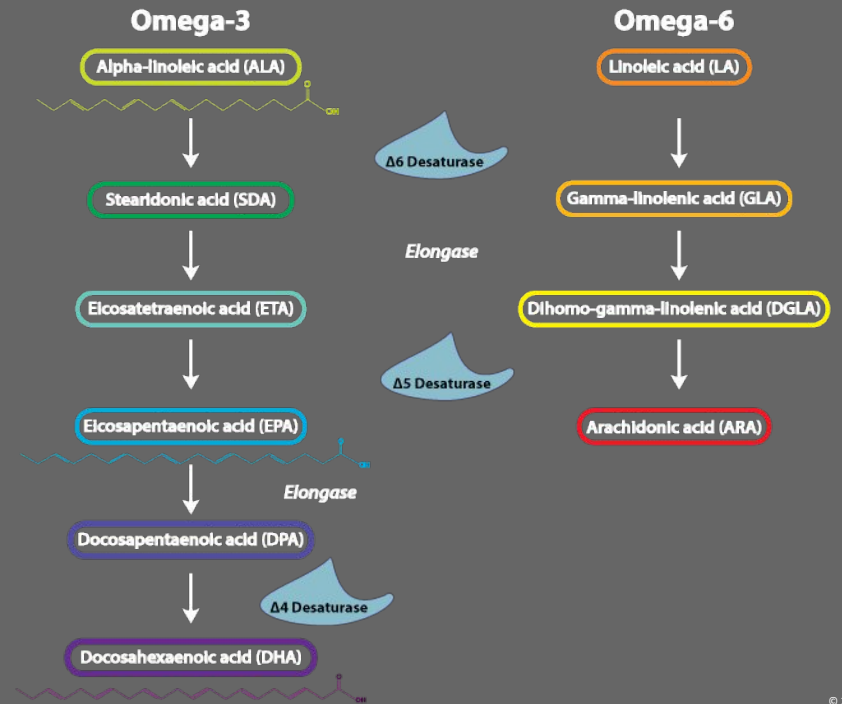 Omega-3
Omega-6
Alpha-linoleic acid (ALA)
Linoleic acid (LA)
O
OH
Δ6 Desaturase
Stearidonic acid (SDA)
Gamma-linolenic acid (GLA)
Elongase
Eicosatetraenoic acid (ETA)
Dihomo-gamma-linolenic acid (DGLA)
Δ5 Desaturase
Eicosapentaenoic acid (EPA)
Arachidonic acid (ARA)
O
OH
Elongase
Docosapentaenoic acid (DPA)
Δ4 Desaturase
Docosahexaenoic acid (DHA)
O
OH
©